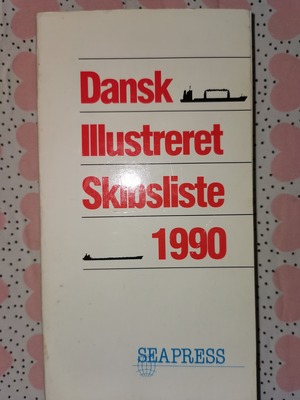 Dansk
Illustreret
Skibsliste
1990
SEAPRESS